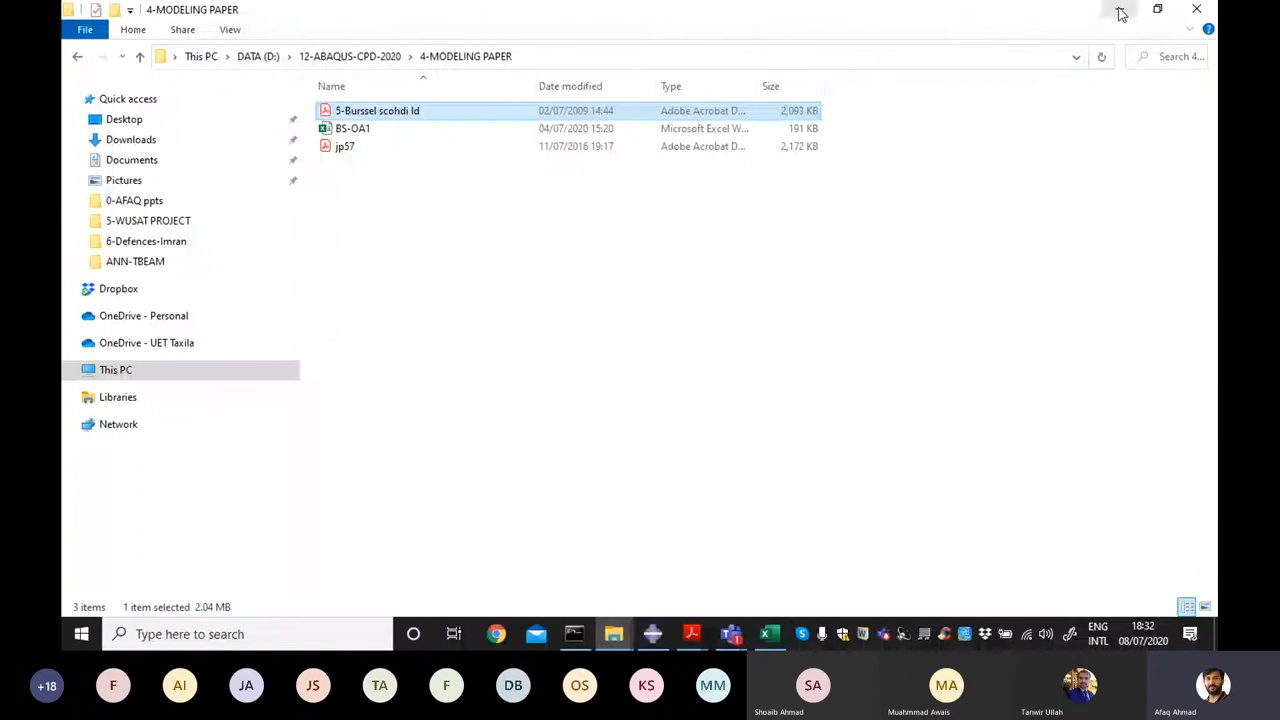 4-MODELING PAPER
File Home Share View
This PC DATA (D:) 12-ABAQUS-CPD-2020 4-MODELING PAPER Search 4...
Name Date modified Type Size
Quick access
Desktop
Downloads
Documents
Pictures
0-AFAQ ppts
5-WUSAT PROJECT
6-Defences-Imran
ANN-TBEAM
Dropbox
OneDrive - Personal
OneDrive - UET Taxila
This PC
Libraries
Network
5-Burssel scohdi ld 02/07/2009 14:44 Adobe Acrobat D... 2,093 KB
BS-OA1 04/07/2020 15:20 Microsoft Excel W... 191 KB
jp57 11/07/2016 19:17 Adobe Acrobat D... 2,172 KB
3 items 1 item selected 2.04 MB
Type here to search
ENG
INTL
18:32
08/07/2020
+18 F AI JA JS TA F DB OS KS MM SA MA
Shoaib Ahmad Muahmmad Awais Tanwir Ullah Afaq Ahmad